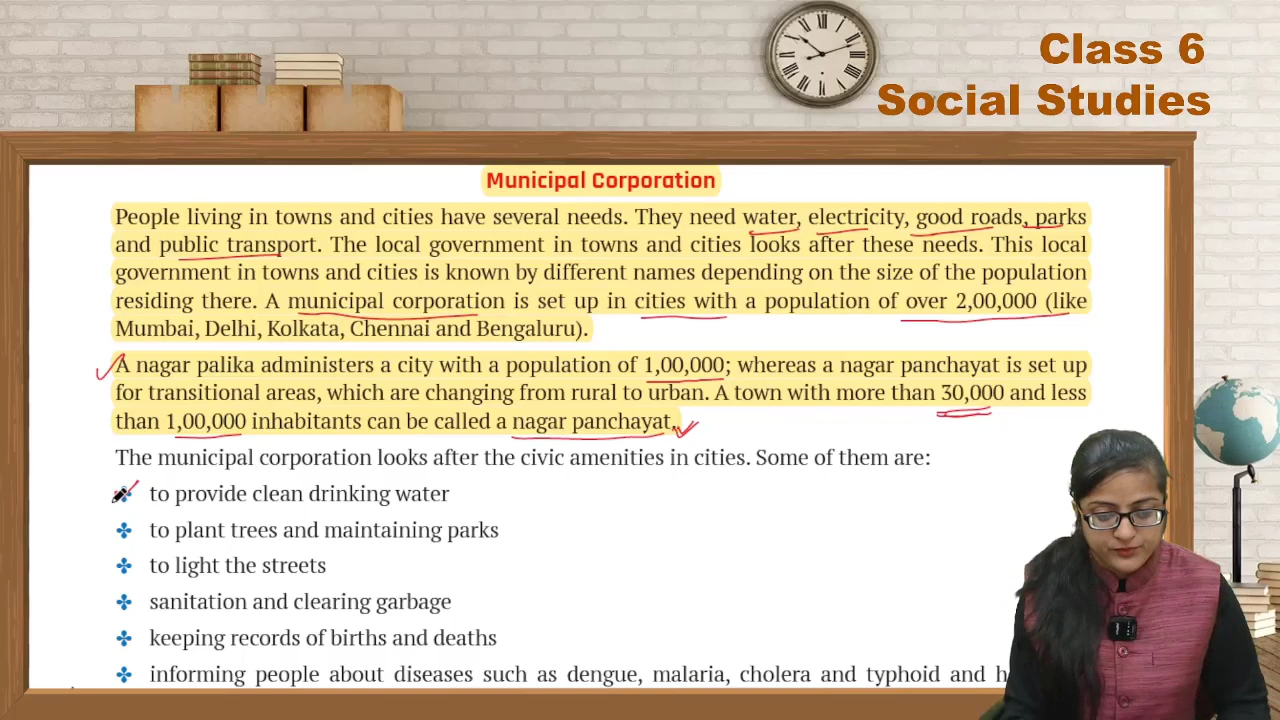 Class 6
Social Studies
Municipal Corporation
People living in towns and cities have several needs. They need water, electricity, good roads, parks
and public transport. The local government in towns and cities looks after these needs. This local
government in towns and cities is known by different names depending on the size of the population
residing there. A municipal corporation is set up in cities with a population of over 2,00,000 (like
Mumbai, Delhi, Kolkata, Chennai and Bengaluru).
A nagar palika administers a city with a population of 1,00,000; whereas a nagar panchayat is set up
for transitional areas, which are changing from rural to urban. A town with more than 30,000 and less
than 1,00,000 inhabitants can be called a nagar panchayat.
The municipal corporation looks after the civic amenities in cities. Some of them are:
to provide clean drinking water
to plant trees and maintaining parks
to light the streets
sanitation and clearing garbage
keeping records of births and deaths
informing people about diseases such as dengue, malaria, cholera and typhoid and